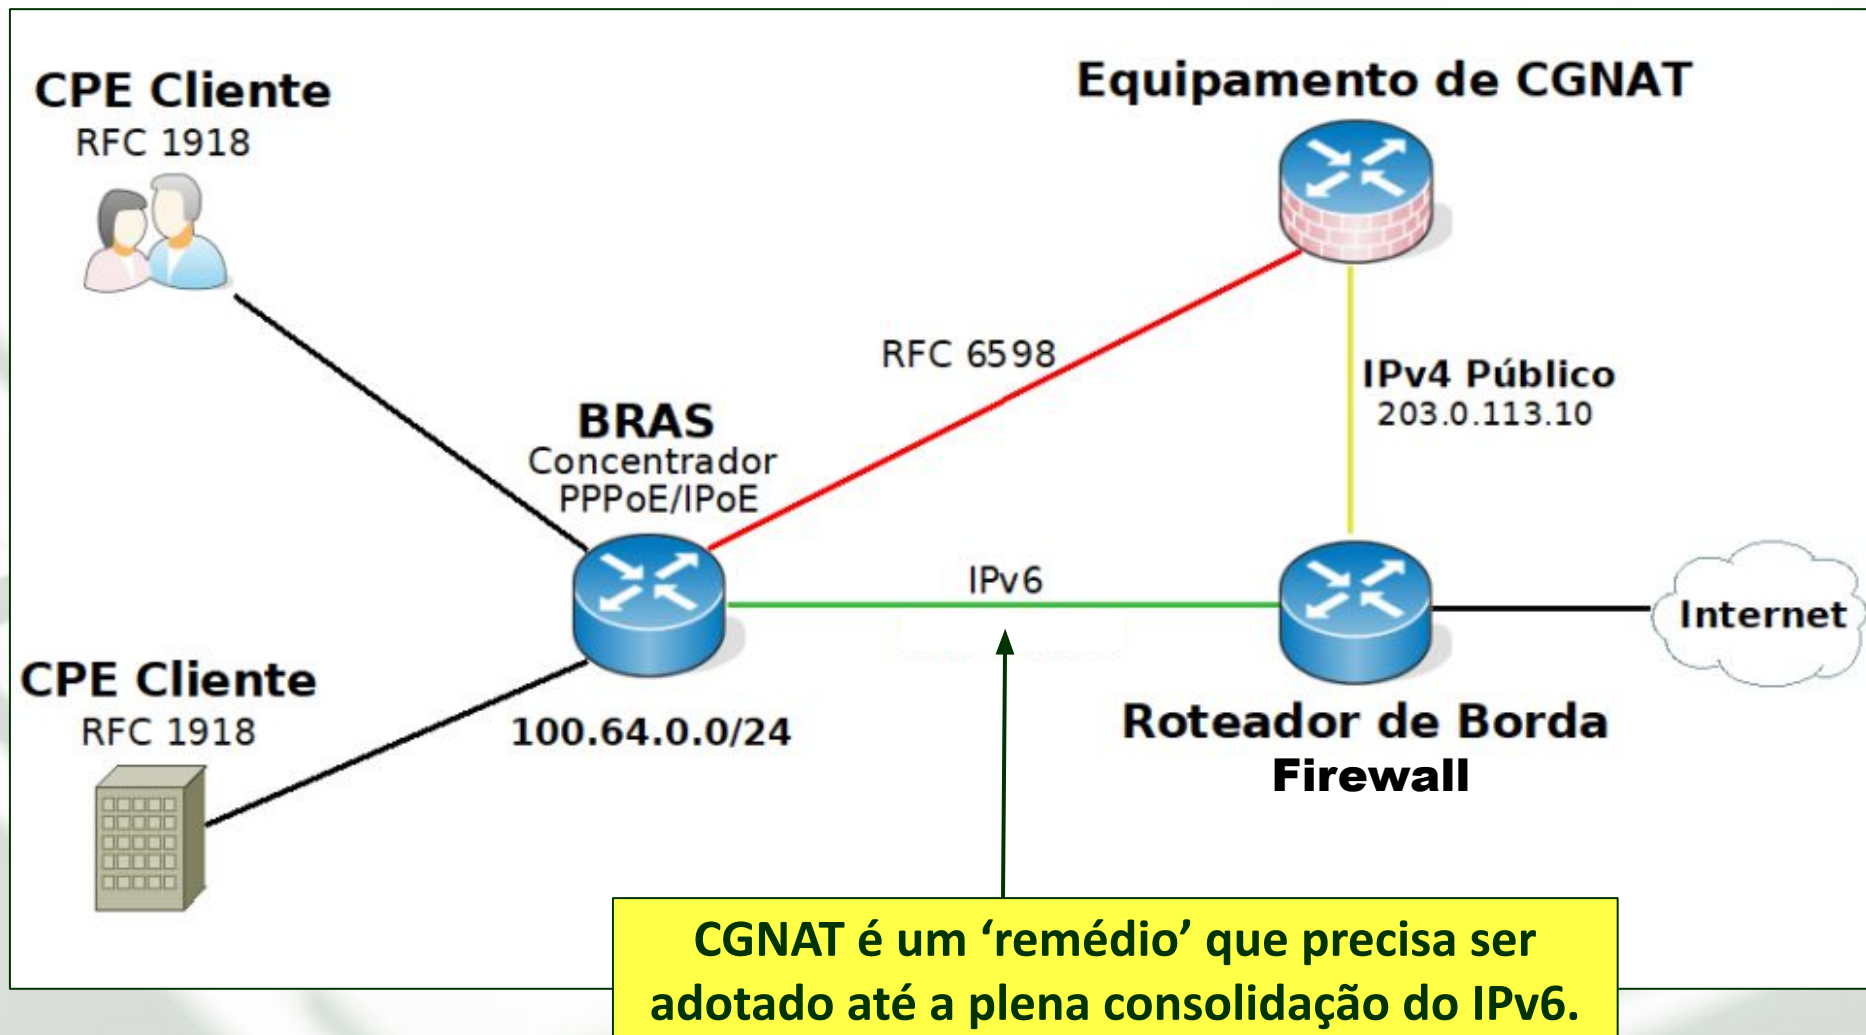 CPE Cliente
RFC 1918
Equipamento de CGNAT
RFC 6598
IPv4 Público
203.0.113.10
BRAS
Concentrador
PPPoE/IPoE
IPv6
Internet
CPE Cliente
RFC 1918
100.64.0.0/24
Roteador de Borda
Firewall
CGNAT é um ‘remédio’ que precisa ser
adotado até a plena consolidação do IPv6.